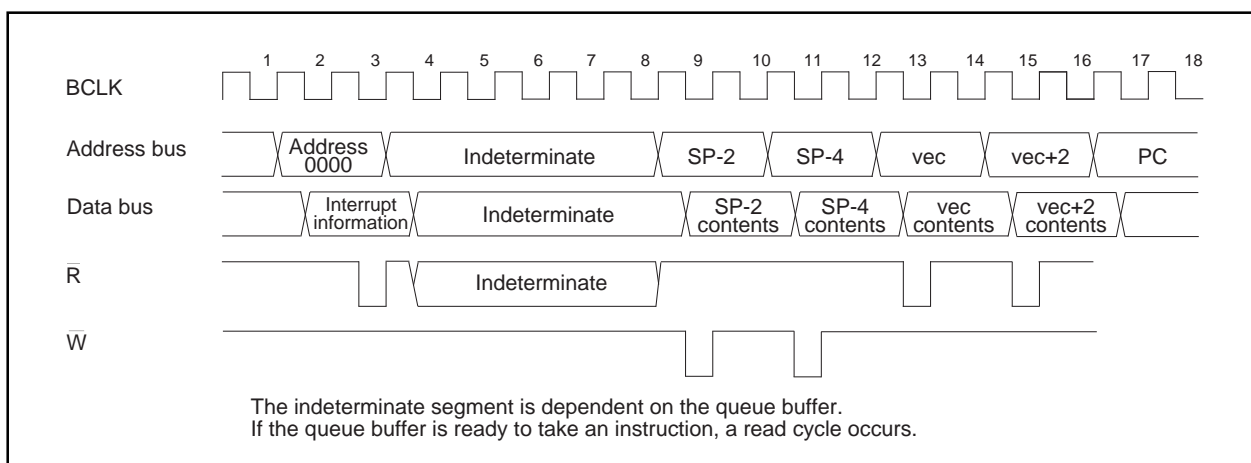 1 2 3 4 5 6 7 8 9 10 11 12 13 14 15 16 17 18
BCLK
Address bus
Address
0000
Indeterminate
SP-2
SP-4
vec
vec+2
PC
Data bus
Interrupt
information
Indeterminate
SP-2
contents
SP-4
contents
vec
contents
vec+2
contents
R
Indeterminate
W
The indeterminate segment is dependent on the queue buffer.
If the queue buffer is ready to take an instruction, a read cycle occurs.